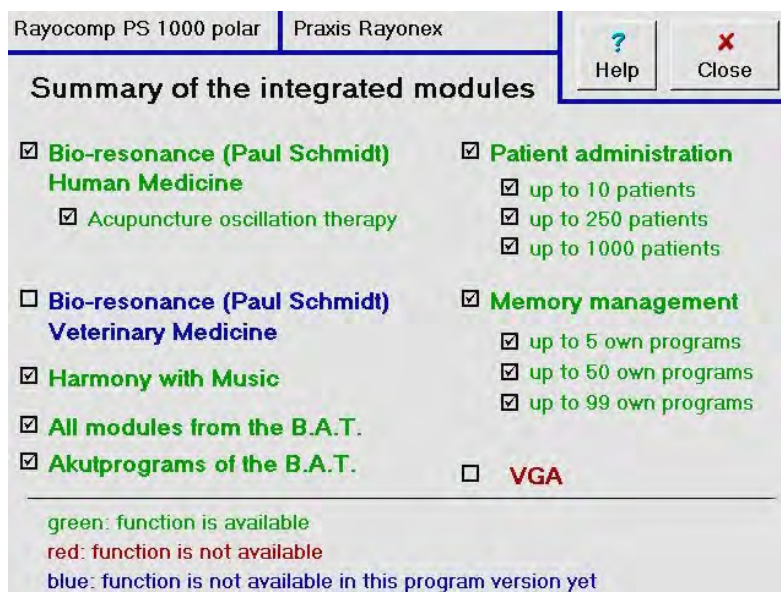 Rayocomp PS 1000 polar
Praxis Rayonex
? Help
✗ Close
Summary of the integrated modules
Bio-resonance (Paul Schmidt)
Human Medicine
Acupuncture oscillation therapy
Bio-resonance (Paul Schmidt)
Veterinary Medicine
Harmony with Music
All modules from the B.A.T.
Akutprograms of the B.A.T.
Patient administration
up to 10 patients
up to 250 patients
up to 1000 patients
Memory management
up to 5 own programs
up to 50 own programs
up to 99 own programs
VGA
green: function is available
red: function is not available
blue: function is not available in this program version yet